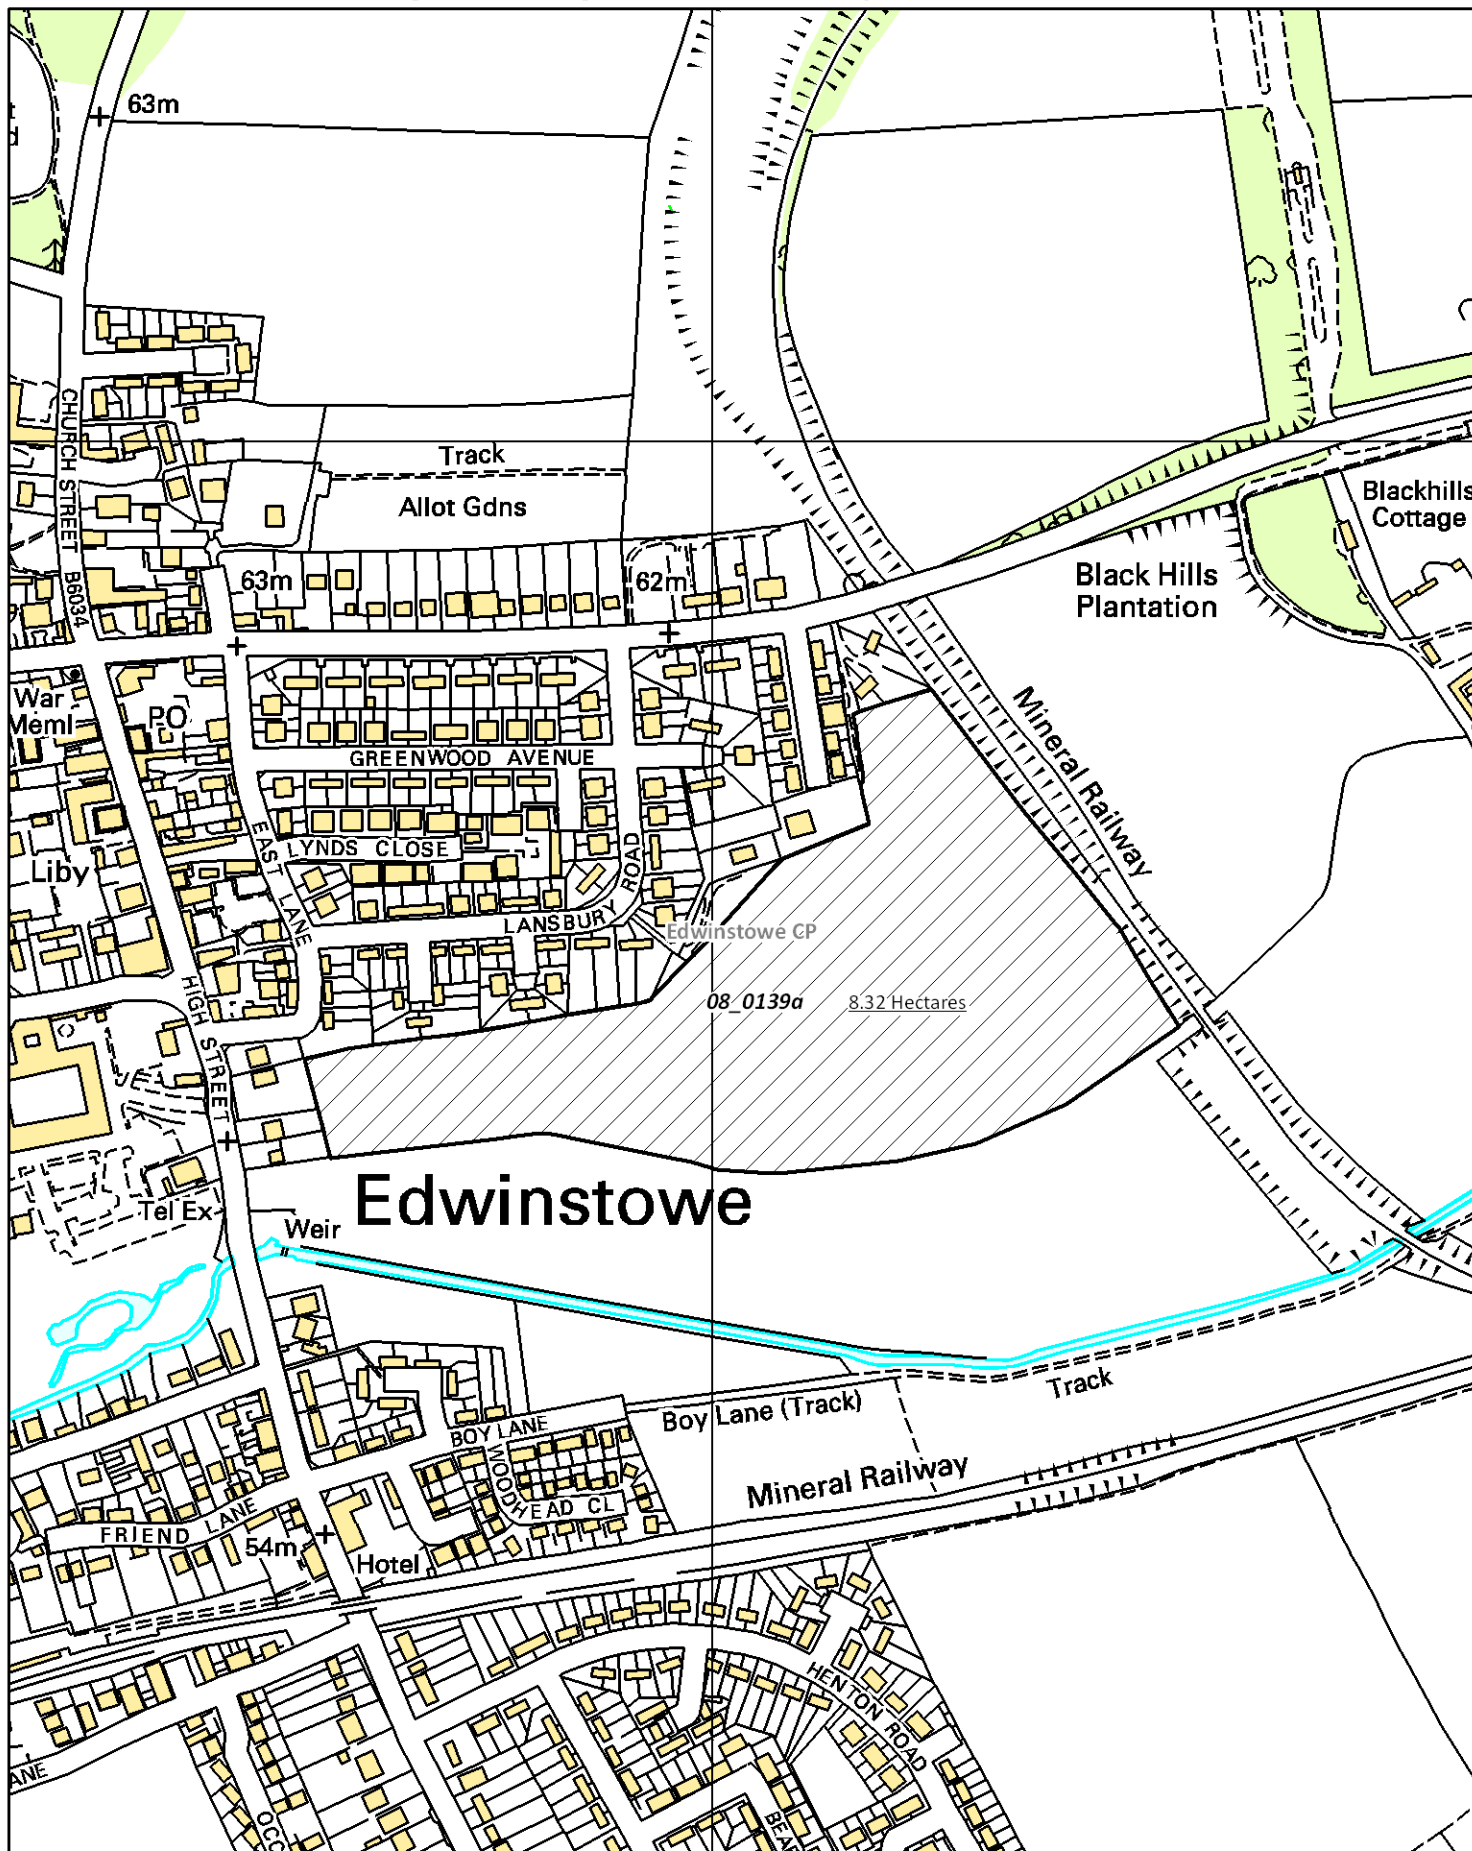 63m
CHURCH STREET B6034
Track
Allot Gdns
Blackhills
Cottage
63m
62m
Black Hills
Plantation
War
Meml
PO
Mineral Railway
GREENWOOD AVENUE
EAST LANE
LYNDS CLOSE
LANSBURY ROAD
Liby
Edwinstowe CP
08_0139a
8.32 Hectares
HIGH STREET
Edwinstowe
Tel Ex
Weir
Track
Boy Lane (Track)
BOY LANE
WOODHEAD CL
Mineral Railway
FRIEND LANE
54m
Hotel
HENTON ROAD
ANE
OCC
BEAR